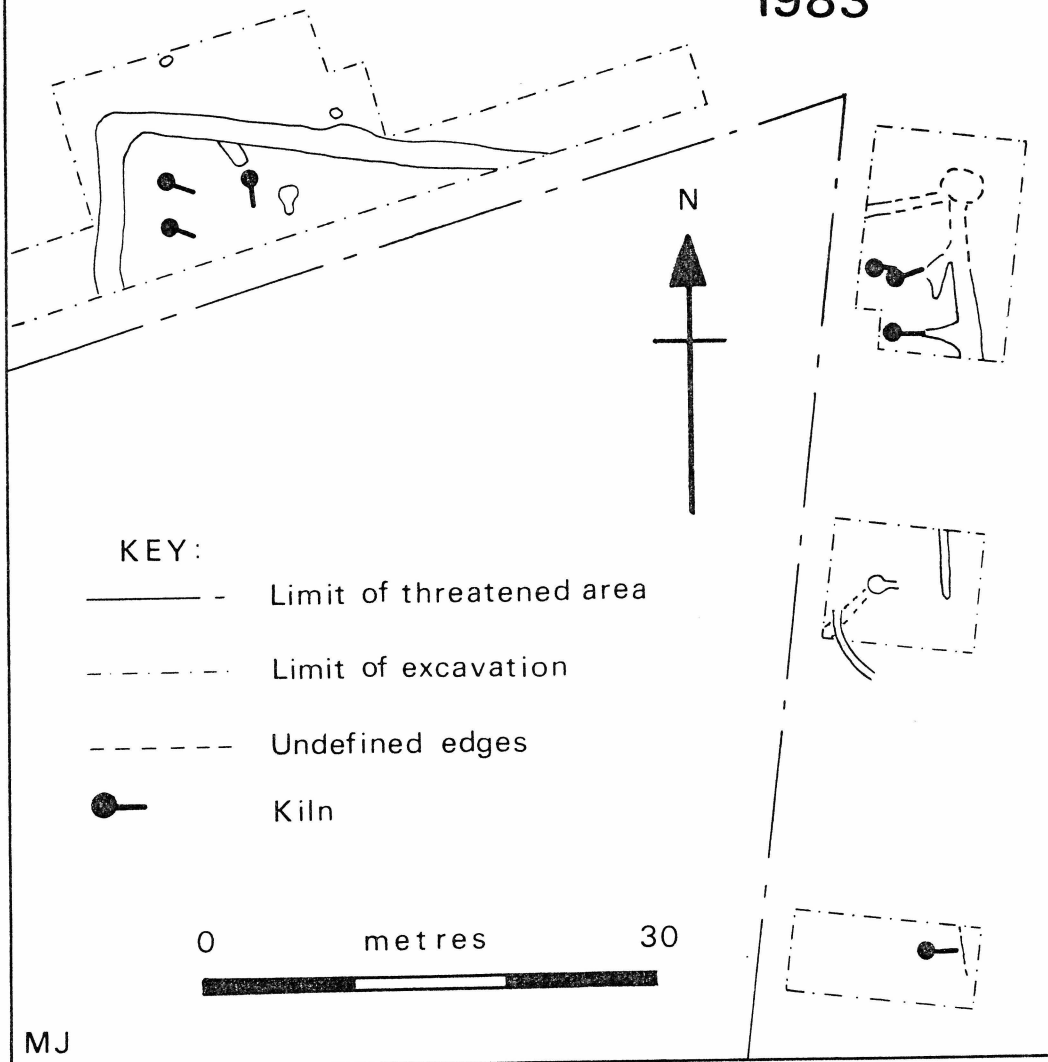 1983
N
KEY:
Limit of threatened area
Limit of excavation
Undefined edges
Kiln
0 metres 30
MJ